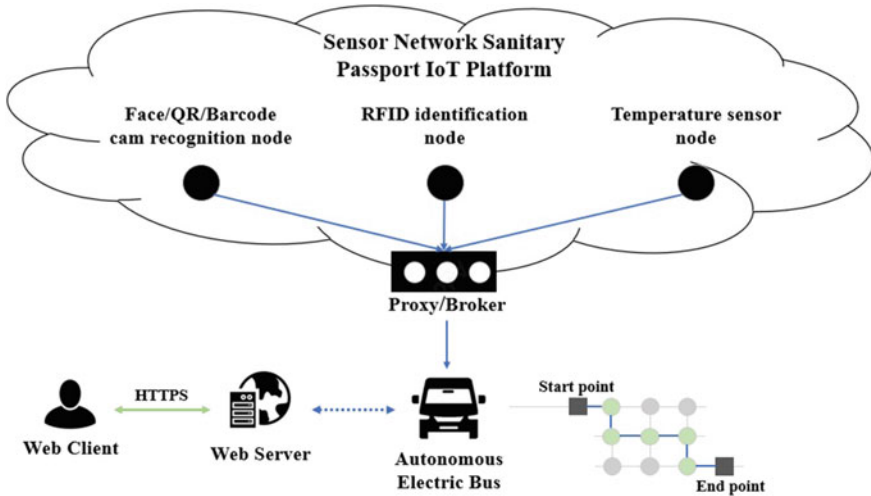 Sensor Network Sanitary
Passport IoT Platform
Face/QR/Barcode
cam recognition node
RFID identification
node
Temperature sensor
node
Proxy/Broker
HTTPS
Web Client
Web Server
Autonomous
Electric Bus
Start point
End point